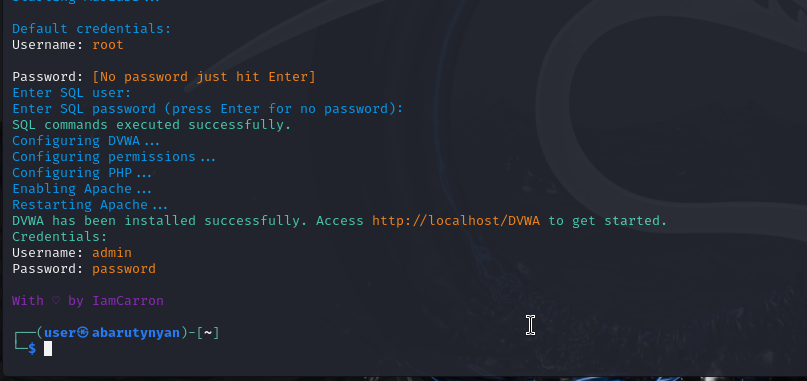 Default credentials:
Username: root
Password: [No password just hit Enter]
Enter SQL user:
Enter SQL password (press Enter for no password):
SQL commands executed successfully.
Configuring DVWA...
Configuring permissions...
Configuring PHP...
Enabling Apache...
Restarting Apache...
DVWA has been installed successfully. Access http://localhost/DVWA to get started.
Credentials:
Username: admin
Password: password
With ♡ by IamCarron
┌──(user㉿abarutynyan)-[~]
└─$